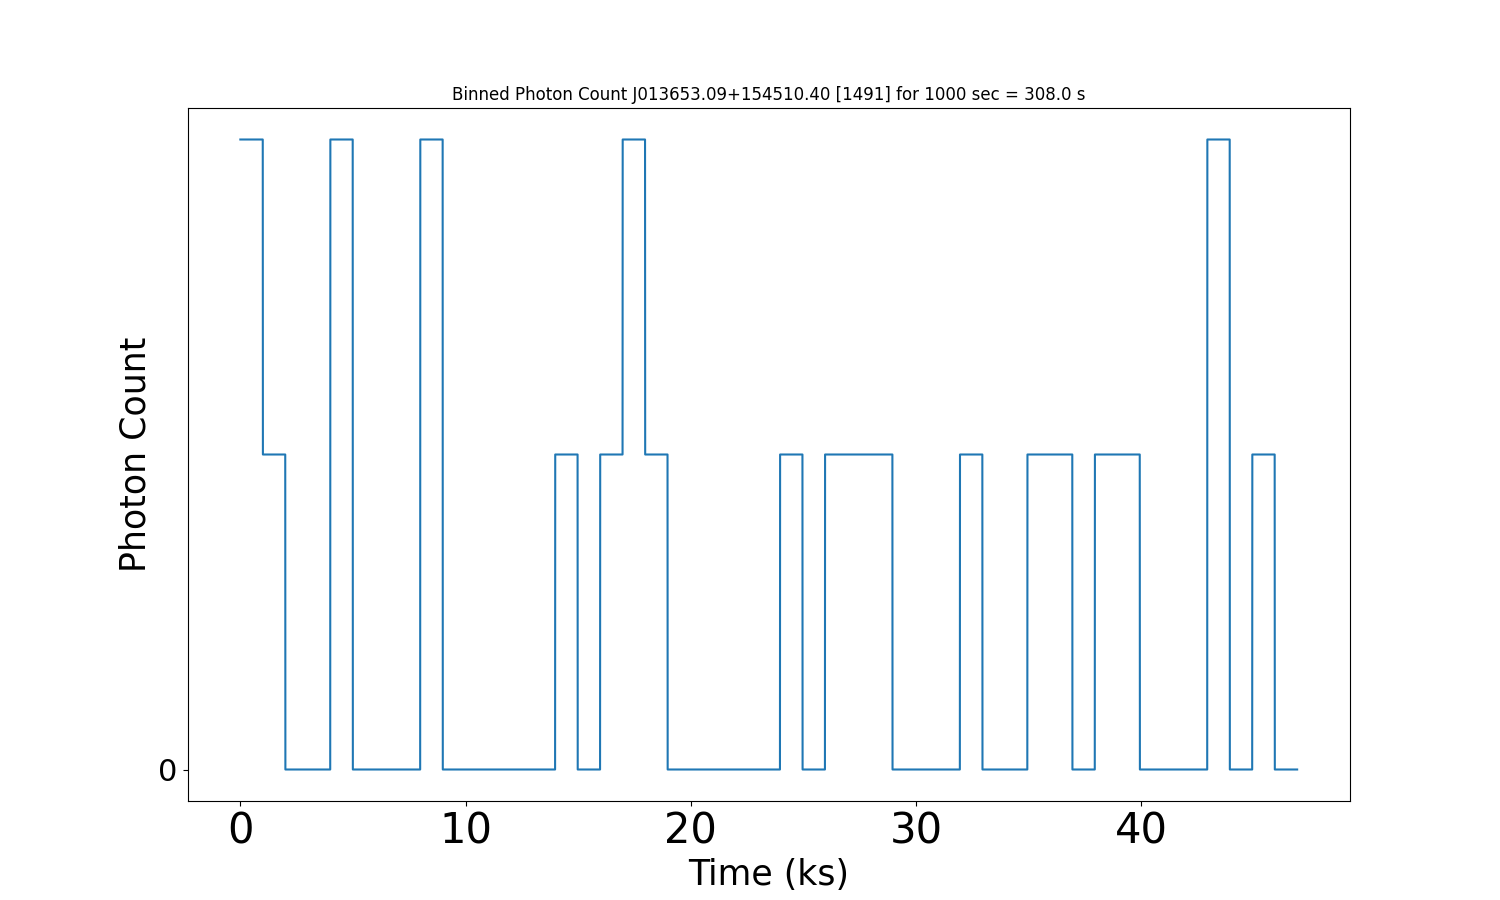 Binned Photon Count J013653.09+154510.40 [1491] for 1000 sec = 308.0 s
Photon Count
0
0 10 20 30 40
Time (ks)